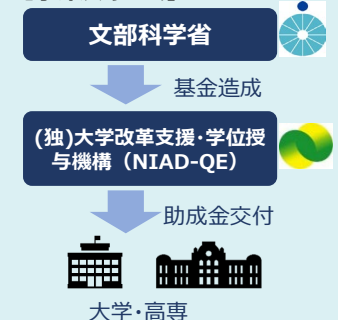 文部科学省
基金造成
(独)大学改革支援・学位授
与機構（NIAD-QE）
助成金交付
大学・高専